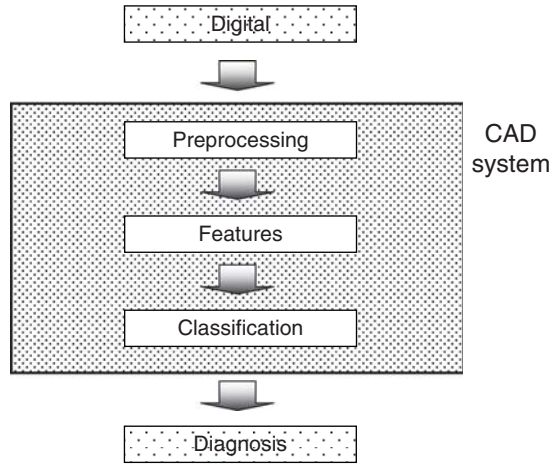 Digital
Preprocessing
CAD
system
Features
Classification
Diagnosis